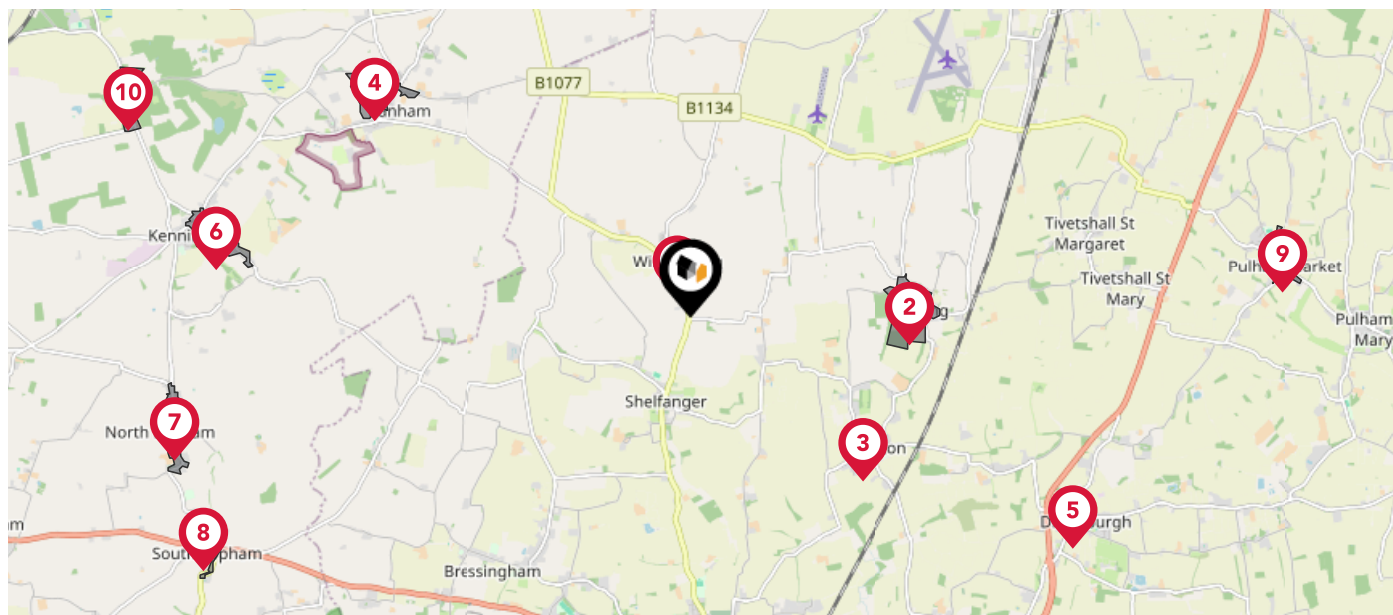 10
4
nham
B1077
B1134
Kenni
6
Wi
2
g
Tivetshall St
Margaret
9
Pulham Market
Tivetshall St
Mary
Pulham
Mary
Shelfanger
7
North
am
3
on
5
D
burgh
8
South
pham
am
Bressingham